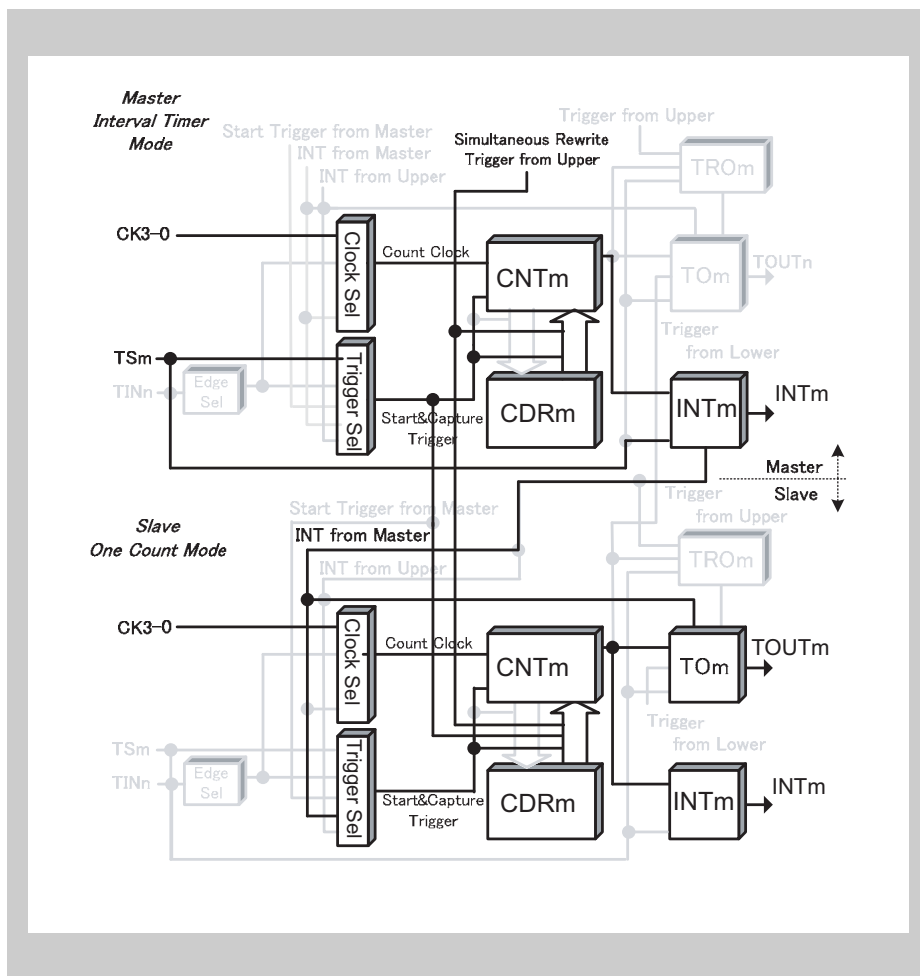 Master
Interval Timer
Mode
Start Trigger from Master
INT from Master
INT from Upper
Simultaneous Rewrite
Trigger from Upper
Trigger from Upper
TROm
CK3-0
Clock Sel
Count Clock
CNTm
TOm
TOUTn
Trigger
from Lower
TSm
TINn
Edge
Sel
Trigger Sel
Start&Capture
Trigger
CDRm
INTm
INTm
Master
Slave
Slave
One Count Mode
Start Trigger from Master
INT from Master
INT from Upper
Trigger
from Upper
TROm
CK3-0
Clock Sel
Count Clock
CNTm
TOm
TOUTm
Trigger
from Lower
TSm
TINn
Edge
Sel
Trigger Sel
Start&Capture
Trigger
CDRm
INTm
INTm